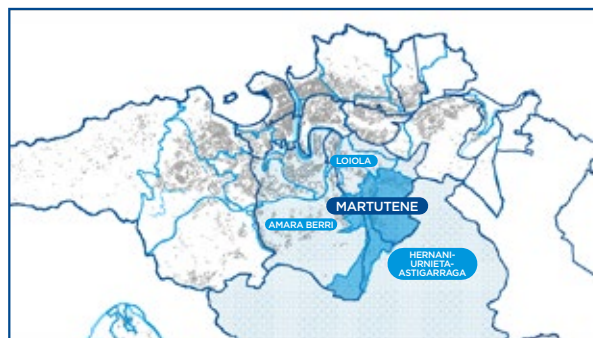 LOIOLA
MARTUTENE
AMARA BERRI
HERNANI-
URNIETA-
ASTIGARRAGA